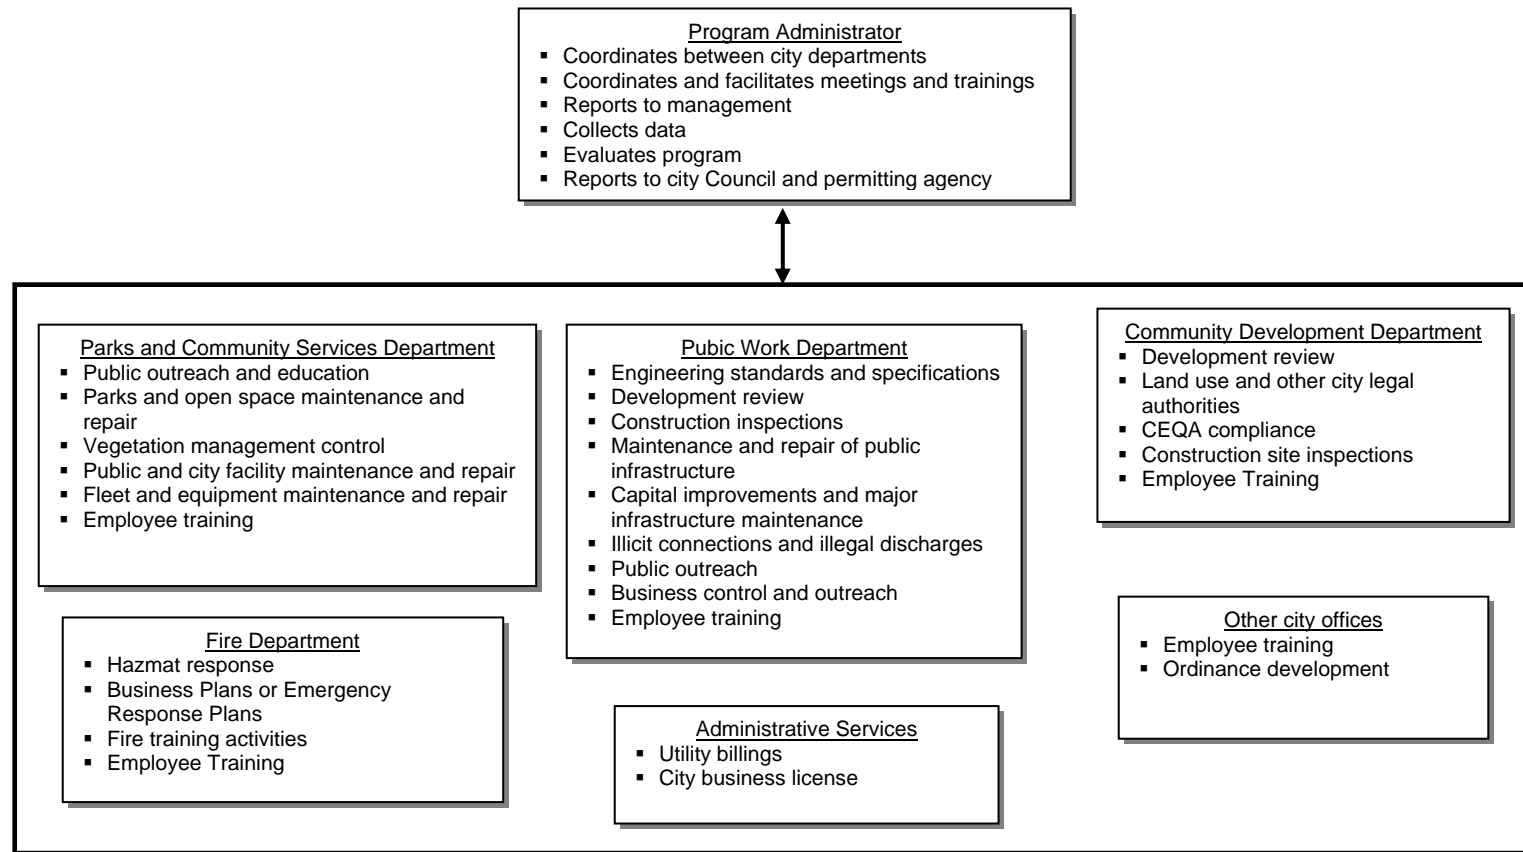 Program Administrator
▪ Coordinates between city departments
▪ Coordinates and facilitates meetings and trainings
▪ Reports to management
▪ Collects data
▪ Evaluates program
▪ Reports to city Council and permitting agency
Parks and Community Services Department
▪ Public outreach and education
▪ Parks and open space maintenance and
repair
▪ Vegetation management control
▪ Public and city facility maintenance and repair
▪ Fleet and equipment maintenance and repair
▪ Employee training
Pubic Work Department
▪ Engineering standards and specifications
▪ Development review
▪ Construction inspections
▪ Maintenance and repair of public
infrastructure
▪ Capital improvements and major
infrastructure maintenance
▪ Illicit connections and illegal discharges
▪ Public outreach
▪ Business control and outreach
▪ Employee training
Community Development Department
▪ Development review
▪ Land use and other city legal
authorities
▪ CEQA compliance
▪ Construction site inspections
▪ Employee Training
Fire Department
▪ Hazmat response
▪ Business Plans or Emergency
Response Plans
▪ Fire training activities
▪ Employee Training
Administrative Services
▪ Utility billings
▪ City business license
Other city offices
▪ Employee training
▪ Ordinance development